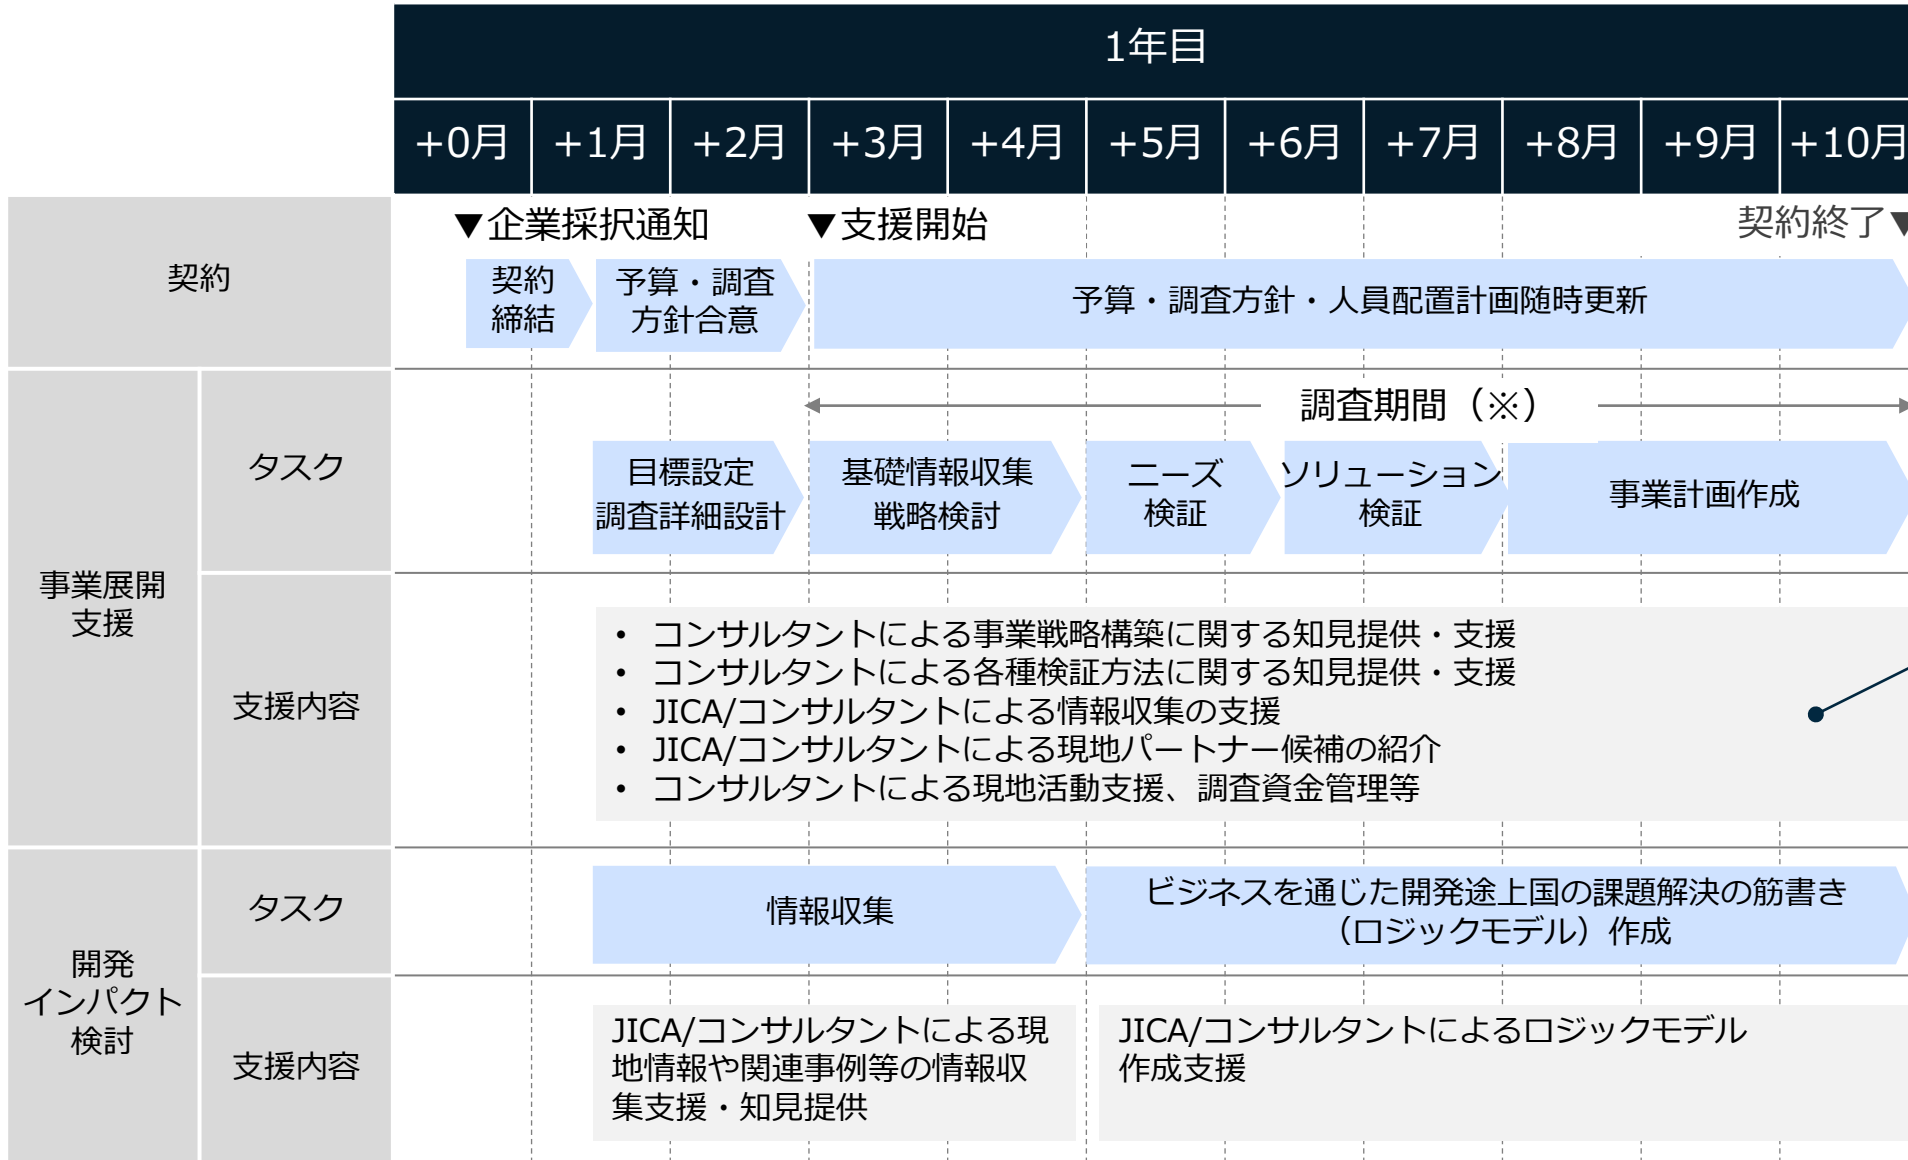 1年目
+0月 +1月 +2月 +3月 +4月 +5月 +6月 +7月 +8月 +9月 +10月
契約
▼企業採択通知
▼支援開始
契約終了▼
契約
締結
予算・調査
方針合意
予算・調査方針・人員配置計画随時更新
事業展開
支援
タスク
調査期間（※）
目標設定
調査詳細設計
基礎情報収集
戦略検討
ニーズ
検証
ソリューション
検証
事業計画作成
支援内容
• コンサルタントによる事業戦略構築に関する知見提供・支援
• コンサルタントによる各種検証方法に関する知見提供・支援
• JICA/コンサルタントによる情報収集の支援
• JICA/コンサルタントによる現地パートナー候補の紹介
• コンサルタントによる現地活動支援、調査資金管理等
開発
インパクト
検討
タスク
情報収集
ビジネスを通じた開発途上国の課題解決の筋書き
（ロジックモデル）作成
支援内容
JICA/コンサルタントによる現
地情報や関連事例等の情報収
集支援・知見提供
JICA/コンサルタントによるロジックモデル
作成支援